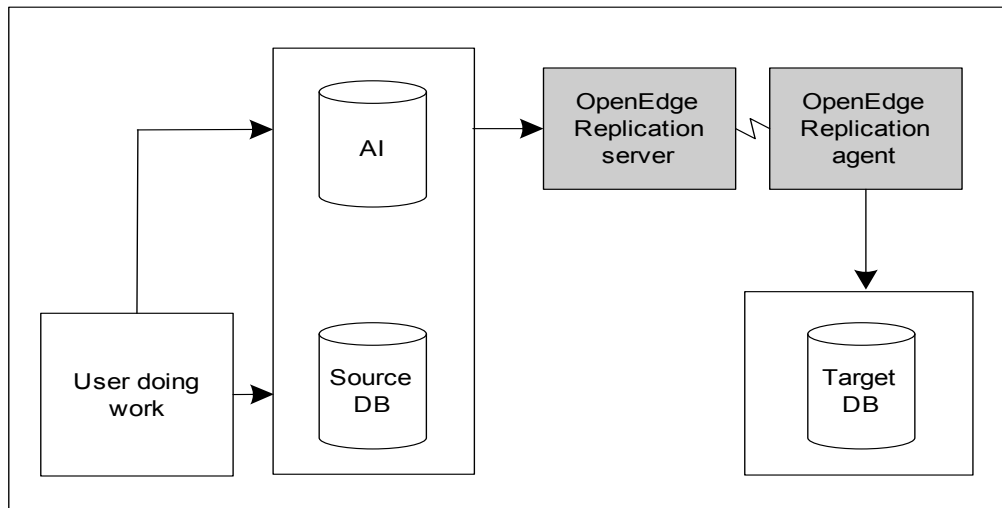 AI
OpenEdge
Replication
server
OpenEdge
Replication
agent
User doing
work
Source
DB
Target
DB